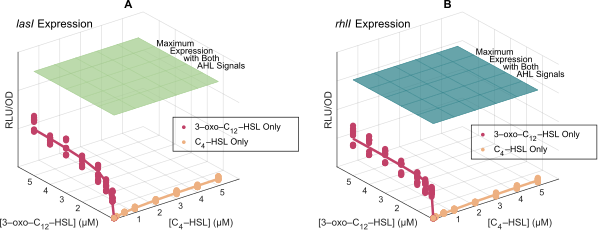 A
lasI Expression
Maximum
Expression
with Both
AHL Signals
RLU/OD
3–oxo–C12–HSL Only
C4–HSL Only
5
4
3
2
1
1
2
3
4
5
[3–oxo–C12–HSL] (µM)
[C4–HSL] (µM)
B
rhlI Expression
Maximum
Expression
with Both
AHL Signals
RLU/OD
3–oxo–C12–HSL Only
C4–HSL Only
5
4
3
2
1
1
2
3
4
5
[3–oxo–C12–HSL] (µM)
[C4–HSL] (µM)